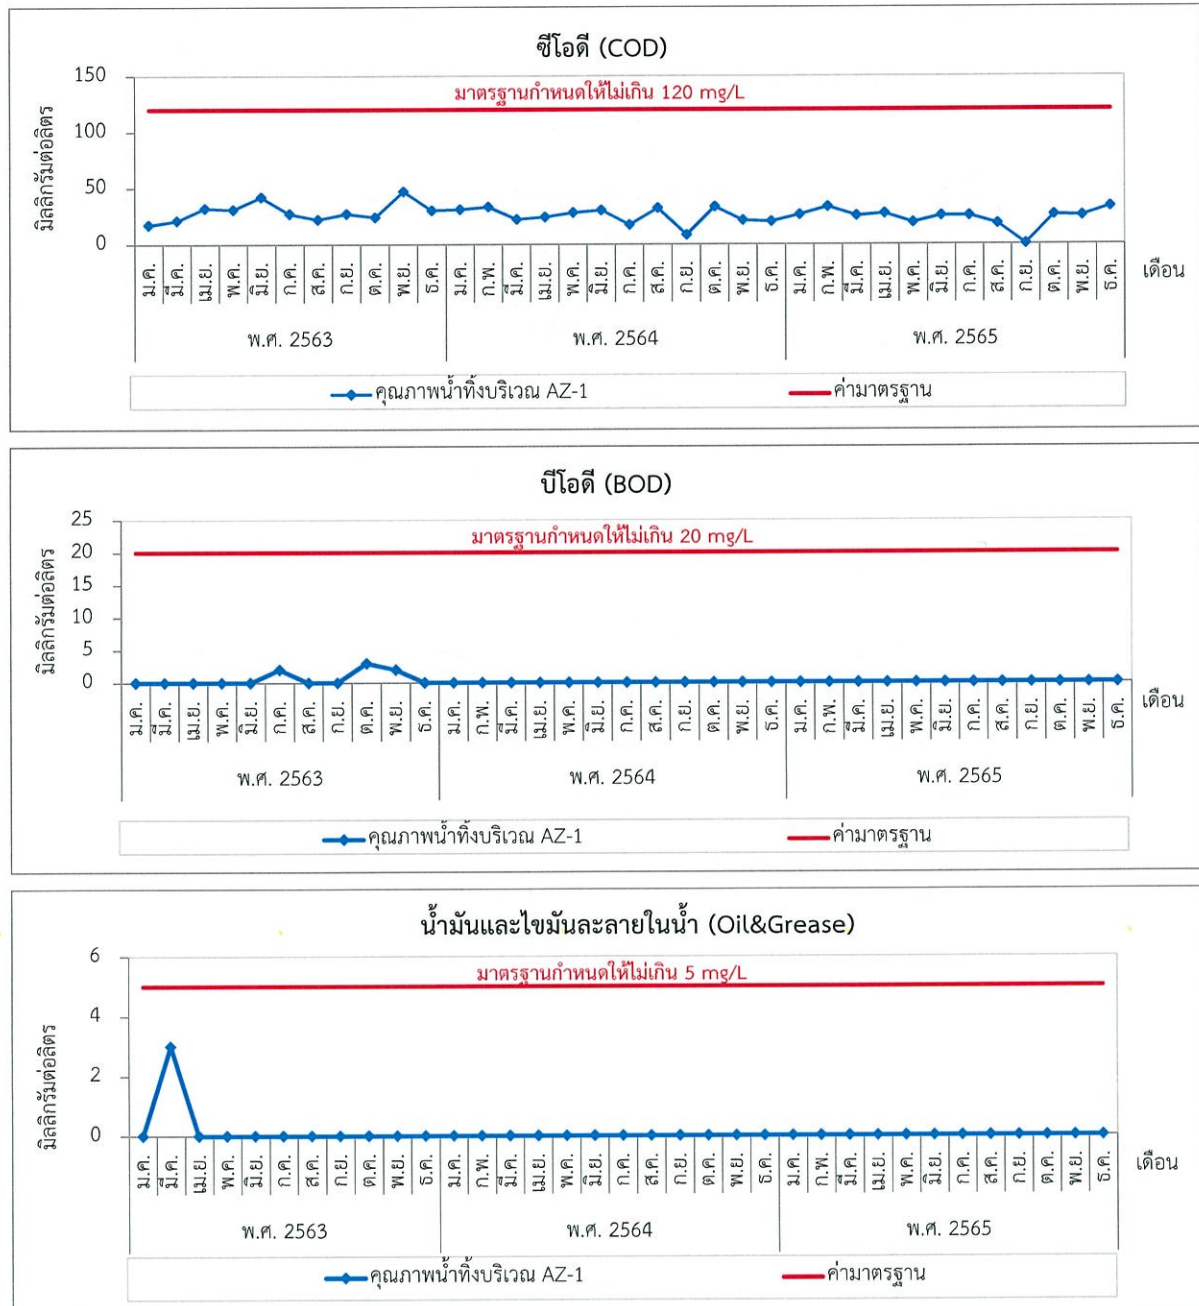 ซีโอดี (COD)
มาตรฐานกำหนดให้ไม่เกิน 120 mg/L
มิลลิกรัมต่อลิตร
150
100
50
0
ม.ค. มี.ค. เม.ย. พ.ค. มิ.ย. ก.ค. ส.ค. ก.ย. ต.ค. พ.ย. ธ.ค. ม.ค. ก.พ. มี.ค. เม.ย. พ.ค. มิ.ย. ก.ค. ส.ค. ก.ย. ต.ค. พ.ย. ธ.ค. ม.ค. ก.พ. มี.ค. เม.ย. พ.ค. มิ.ย. ก.ค. ส.ค. ก.ย. ต.ค. พ.ย. ธ.ค.
เดือน
พ.ศ. 2563 พ.ศ. 2564 พ.ศ. 2565
คุณภาพน้ำทิ้งบริเวณ AZ-1 ค่ามาตรฐาน
บีโอดี (BOD)
มาตรฐานกำหนดให้ไม่เกิน 20 mg/L
มิลลิกรัมต่อลิตร
25
20
15
10
5
0
ม.ค. มี.ค. เม.ย. พ.ค. มิ.ย. ก.ค. ส.ค. ก.ย. ต.ค. พ.ย. ธ.ค. ม.ค. ก.พ. มี.ค. เม.ย. พ.ค. มิ.ย. ก.ค. ส.ค. ก.ย. ต.ค. พ.ย. ธ.ค. ม.ค. ก.พ. มี.ค. เม.ย. พ.ค. มิ.ย. ก.ค. ส.ค. ก.ย. ต.ค. พ.ย. ธ.ค.
เดือน
พ.ศ. 2563 พ.ศ. 2564 พ.ศ. 2565
คุณภาพน้ำทิ้งบริเวณ AZ-1 ค่ามาตรฐาน
น้ำมันและไขมันละลายในน้ำ (Oil&Grease)
มาตรฐานกำหนดให้ไม่เกิน 5 mg/L
มิลลิกรัมต่อลิตร
6
4
2
0
ม.ค. มี.ค. เม.ย. พ.ค. มิ.ย. ก.ค. ส.ค. ก.ย. ต.ค. พ.ย. ธ.ค. ม.ค. ก.พ. มี.ค. เม.ย. พ.ค. มิ.ย. ก.ค. ส.ค. ก.ย. ต.ค. พ.ย. ธ.ค. ม.ค. ก.พ. มี.ค. เม.ย. พ.ค. มิ.ย. ก.ค. ส.ค. ก.ย. ต.ค. พ.ย. ธ.ค.
เดือน
พ.ศ. 2563 พ.ศ. 2564 พ.ศ. 2565
คุณภาพน้ำทิ้งบริเวณ AZ-1 ค่ามาตรฐาน